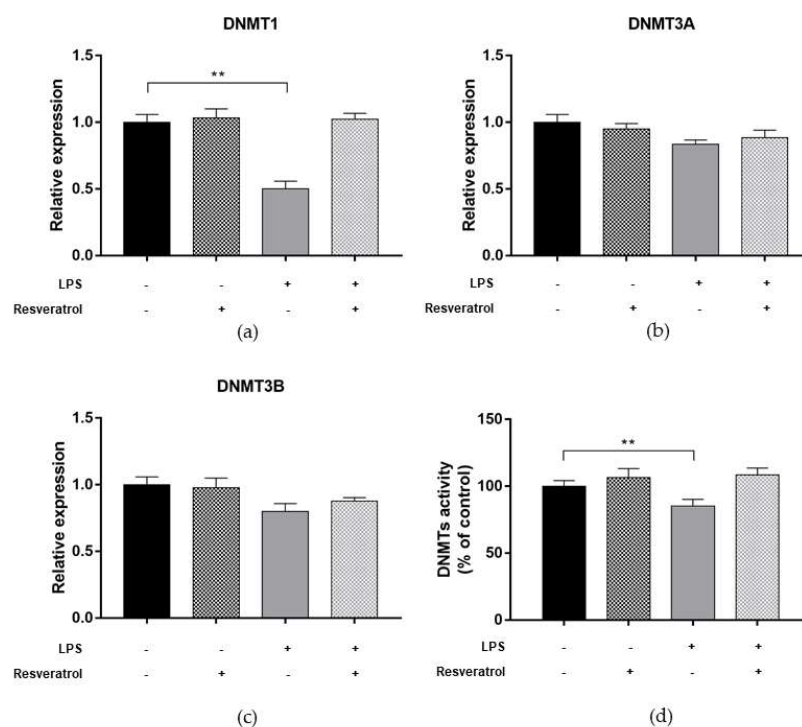 DNMT1
1.5
1.0
0.5
0.0
Relative expression
**
LPS - - + +
Resveratrol - + - +
(a)
DNMT3A
1.5
1.0
0.5
0.0
Relative expression
LPS - - + +
Resveratrol - + - +
(b)
DNMT3B
1.5
1.0
0.5
0.0
Relative expression
LPS - - + +
Resveratrol - + - +
(c)
150
100
50
0
DNMTs activity
(% of control)
**
LPS - - + +
Resveratrol - + - +
(d)